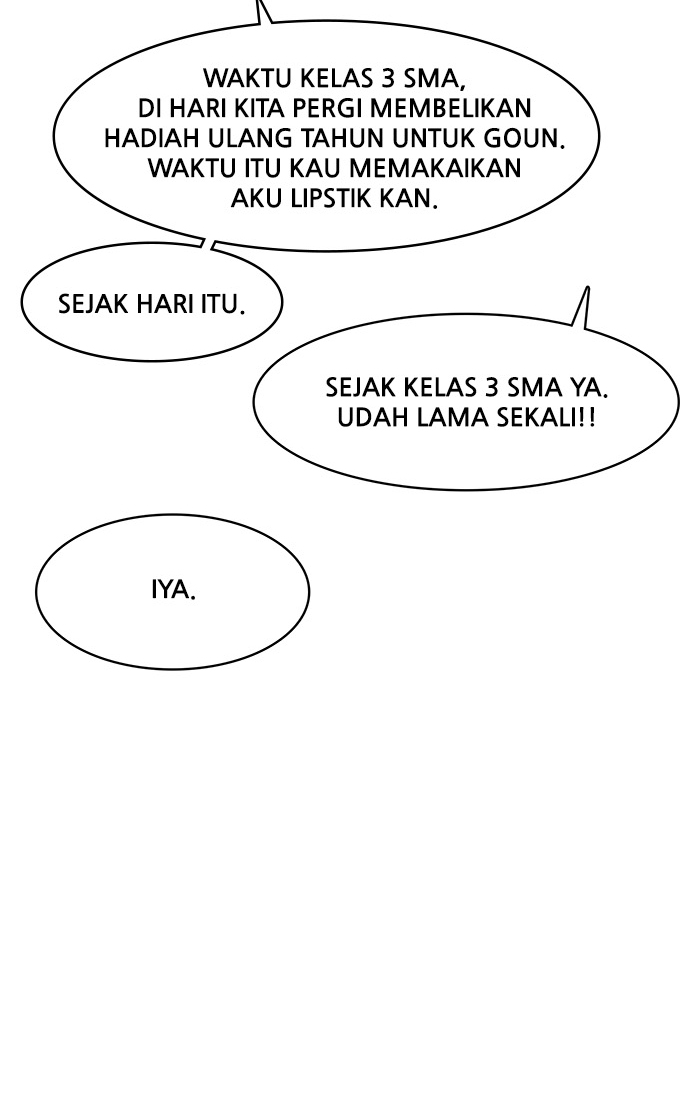 WAKTU KELAS 3 SMA,
DI HARI KITA PERGI MEMBELIKAN
HADIAH ULANG TAHUN UNTUK GOUN.
WAKTU ITU KAU MEMAKAIKAN
AKU LIPSTIK KAN.
SEJAK HARI ITU.
SEJAK KELAS 3 SMA YA.
UDAH LAMA SEKALI!!
IYA.